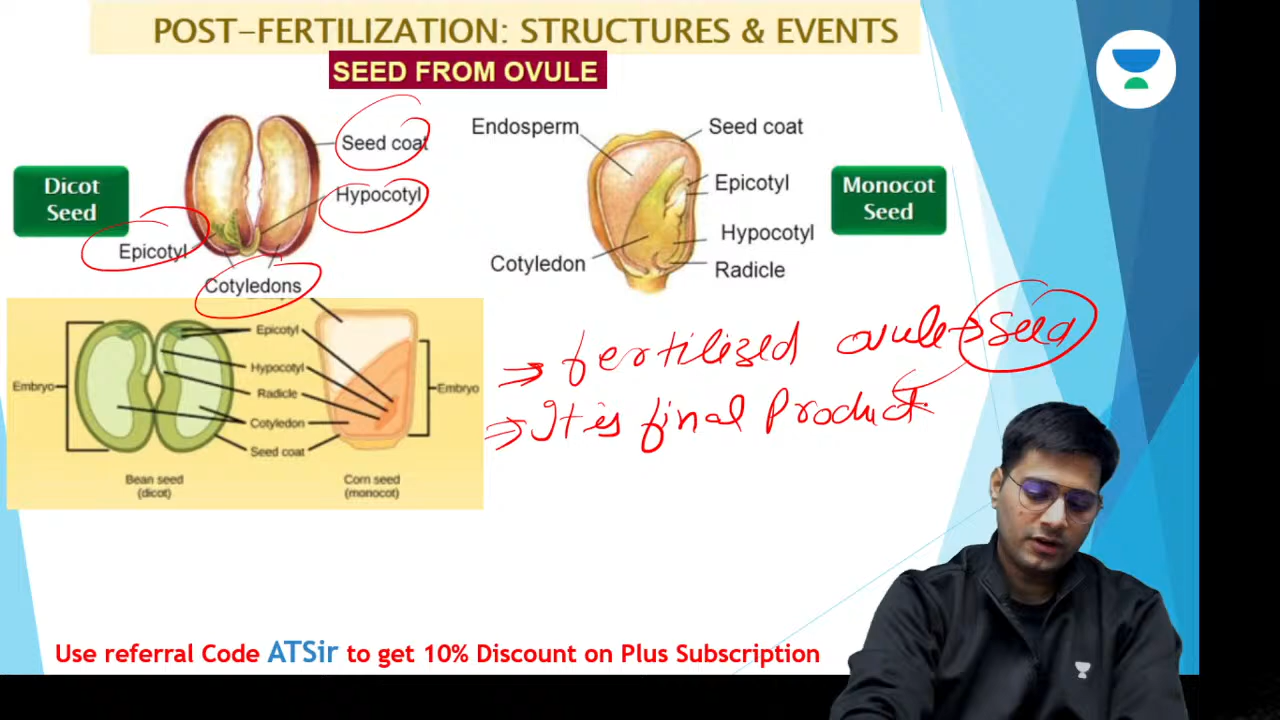 POST-FERTILIZATION: STRUCTURES & EVENTS
SEED FROM OVULE
Dicot
Seed
Seed coat
Hypocotyl
Epicotyl
Cotyledons
Endosperm
Seed coat
Epicotyl
Hypocotyl
Cotyledon
Radicle
Monocot
Seed
Embryo
Epicotyl
Hypocotyl
Radicle
Cotyledon
Seed coat
Embryo
Bean seed
(dicot)
Corn seed
(monocot)
⇒ fertilized ovule → seed
⇒ It is final Product
Use referral Code ATSir to get 10% Discount on Plus Subscription